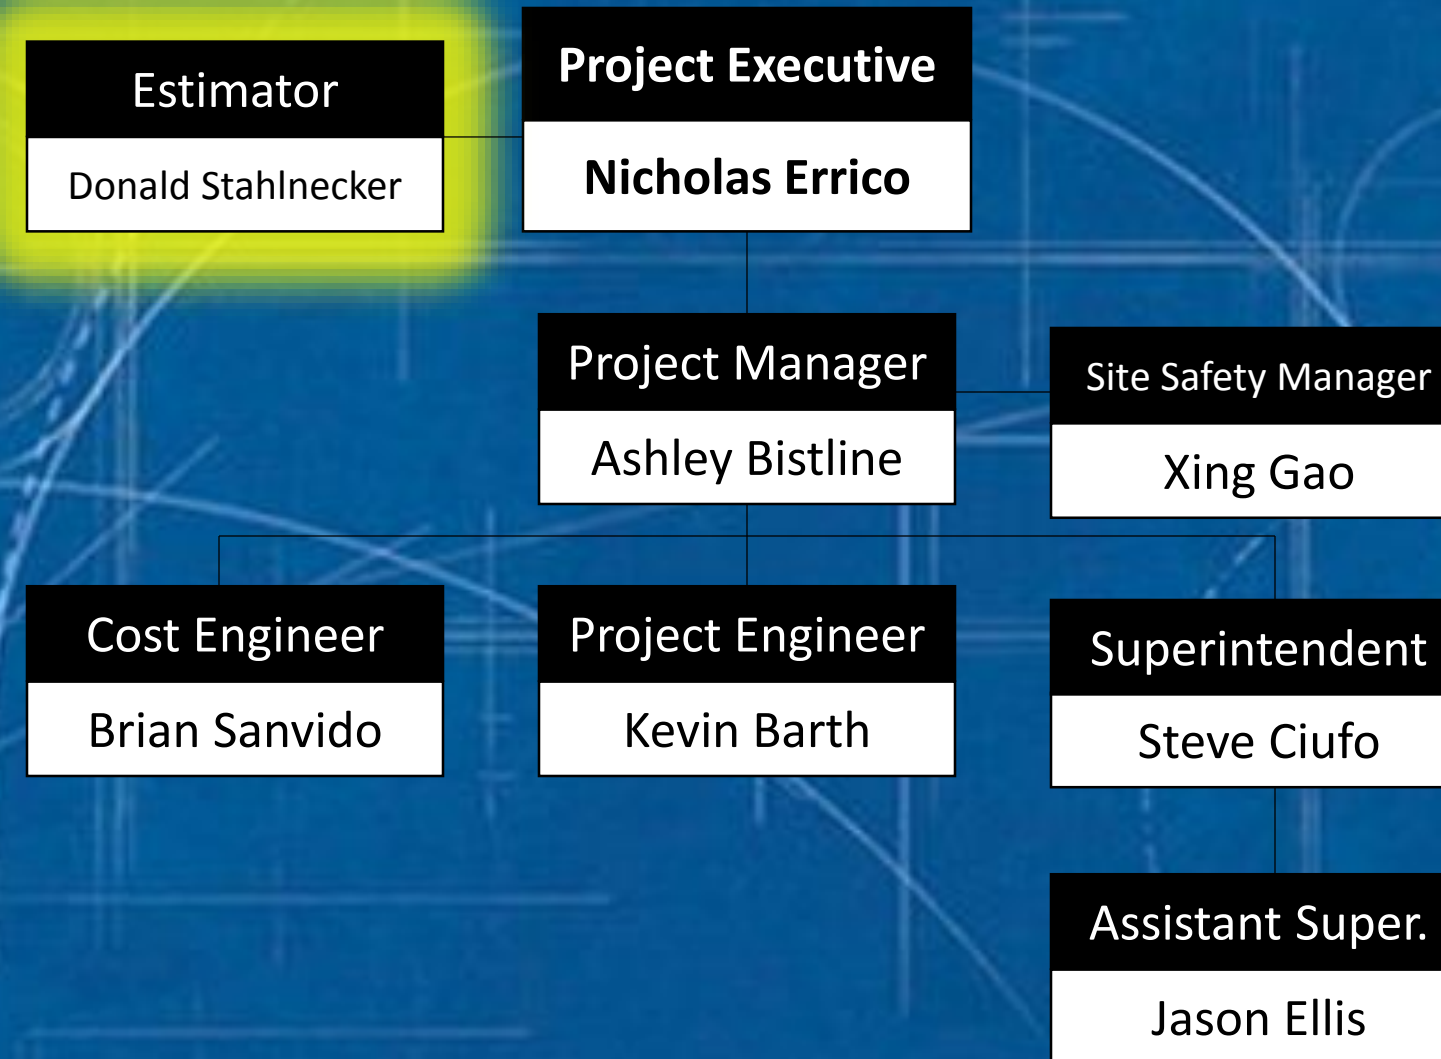 Estimator
Donald Stahlnecker
Project Executive
Nicholas Errico
Project Manager
Ashley Bistline
Site Safety Manager
Xing Gao
Cost Engineer
Brian Sanvido
Project Engineer
Kevin Barth
Superintendent
Steve Ciufo
Assistant Super.
Jason Ellis